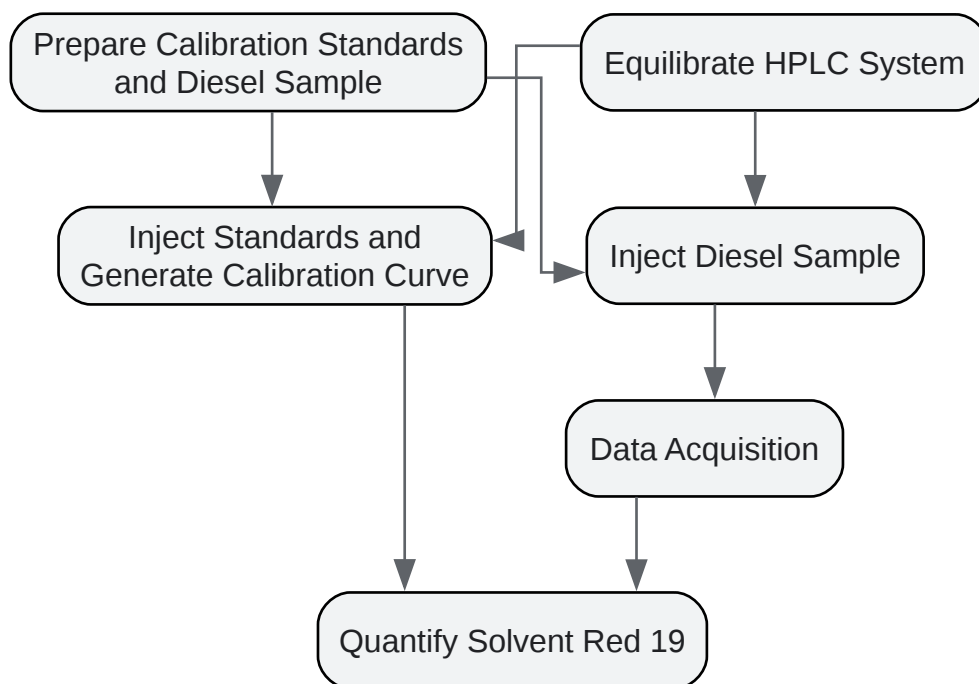 Prepare Calibration Standards
and Diesel Sample
Equilibrate HPLC System
Inject Standards and
Generate Calibration Curve
Inject Diesel Sample
Data Acquisition
Quantify Solvent Red 19